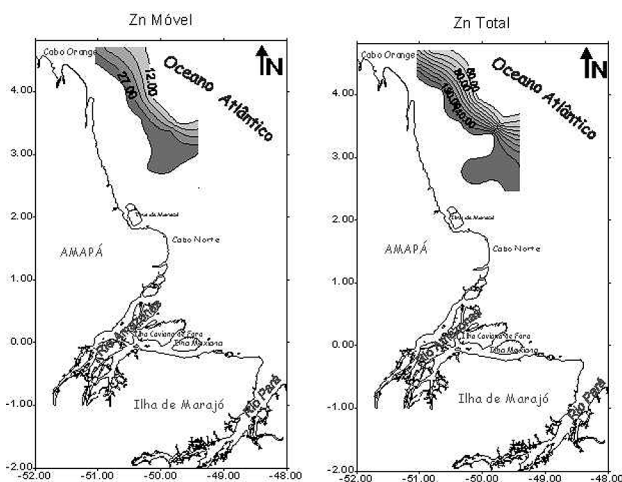 Zn Móvel
Cabo Orange
12.00
27.00
Oceano Atlântico
N
4.00
3.00
2.00
1.00
0.00
-1.00
-2.00
Ilha de Maracá
Cabo Norte
AMAPÁ
Rio Amazonas
Ilha Caviana de Fora
Ilha Mexiana
Ilha de Marajó
Rio Pará
-52.00 -51.00 -50.00 -49.00 -48.00
Zn Total
Cabo Orange
60.00
80.00
Oceano Atlântico
N
4.00
3.00
2.00
1.00
0.00
-1.00
-2.00
Ilha de Maracá
Cabo Norte
AMAPÁ
Rio Amazonas
Ilha Caviana de Fora
Ilha Mexiana
Ilha de Marajó
Rio Pará
-52.00 -51.00 -50.00 -49.00 -48.00